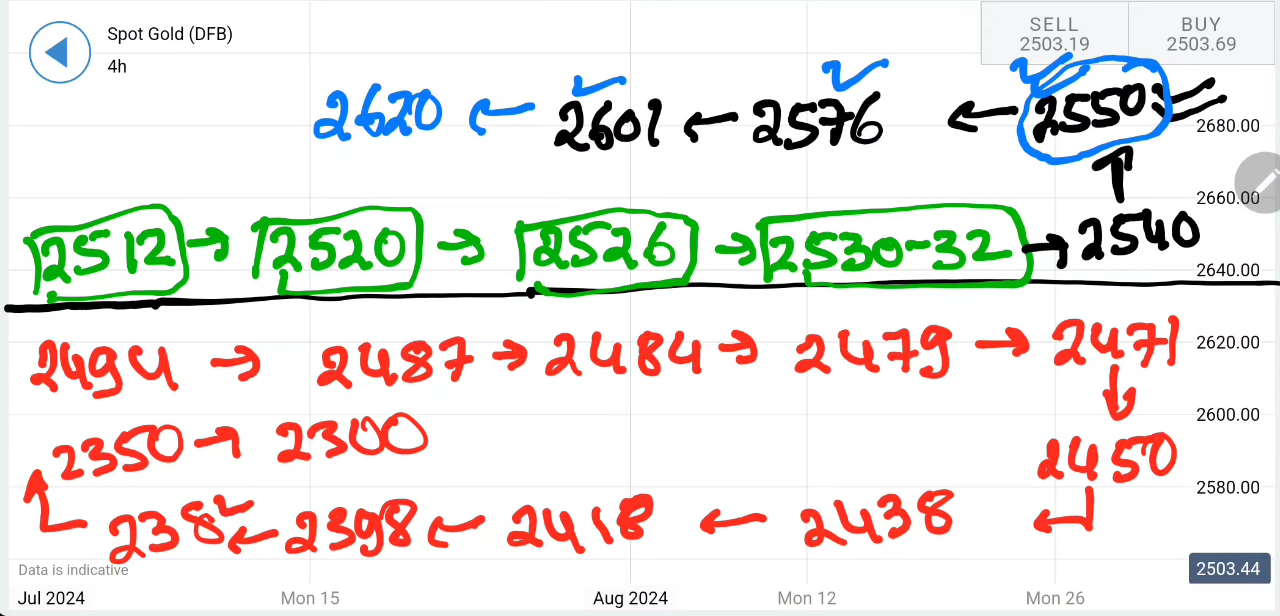 Spot Gold (DFB)
4h
SELL BUY
2503.19 2503.69
2620 ← 2601 ← 2576 ← 2550
2680.00
2660.00
2512 → 2520 → 2526 → 2530-32 → 2540
2640.00
2494 → 2487 → 2484 → 2479 → 2471
2620.00
2600.00
2350 → 2300
2450
2580.00
2382 ← 2398 ← 2418 ← 2438
Data is indicative
2503.44
Jul 2024 Mon 15 Aug 2024 Mon 12 Mon 26